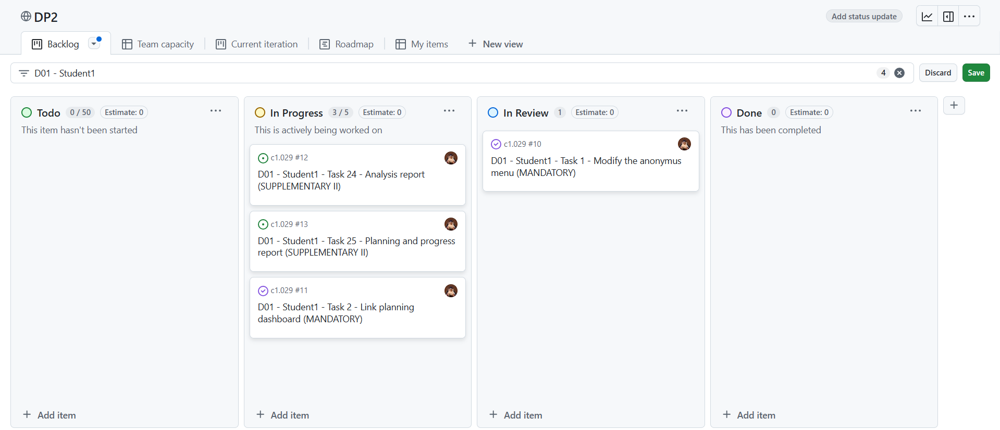 DP2
Add status update
Backlog
Team capacity
Current iteration
Roadmap
My items
New view
D01 - Student1
4
Discard
Save
Todo 0 / 50 Estimate: 0
This item hasn't been started
Add item
In Progress 3 / 5 Estimate: 0
This is actively being worked on
c1.029 #12
D01 - Student1 - Task 24 - Analysis report
(SUPPLEMENTARY II)
c1.029 #13
D01 - Student1 - Task 25 - Planning and progress
report (SUPPLEMENTARY II)
c1.029 #11
D01 - Student1 - Task 2 - Link planning
dashboard (MANDATORY)
Add item
In Review 1 Estimate: 0
c1.029 #10
D01 - Student1 - Task 1 - Modify the anonymus
menu (MANDATORY)
Add item
Done 0 Estimate: 0
This has been completed
Add item